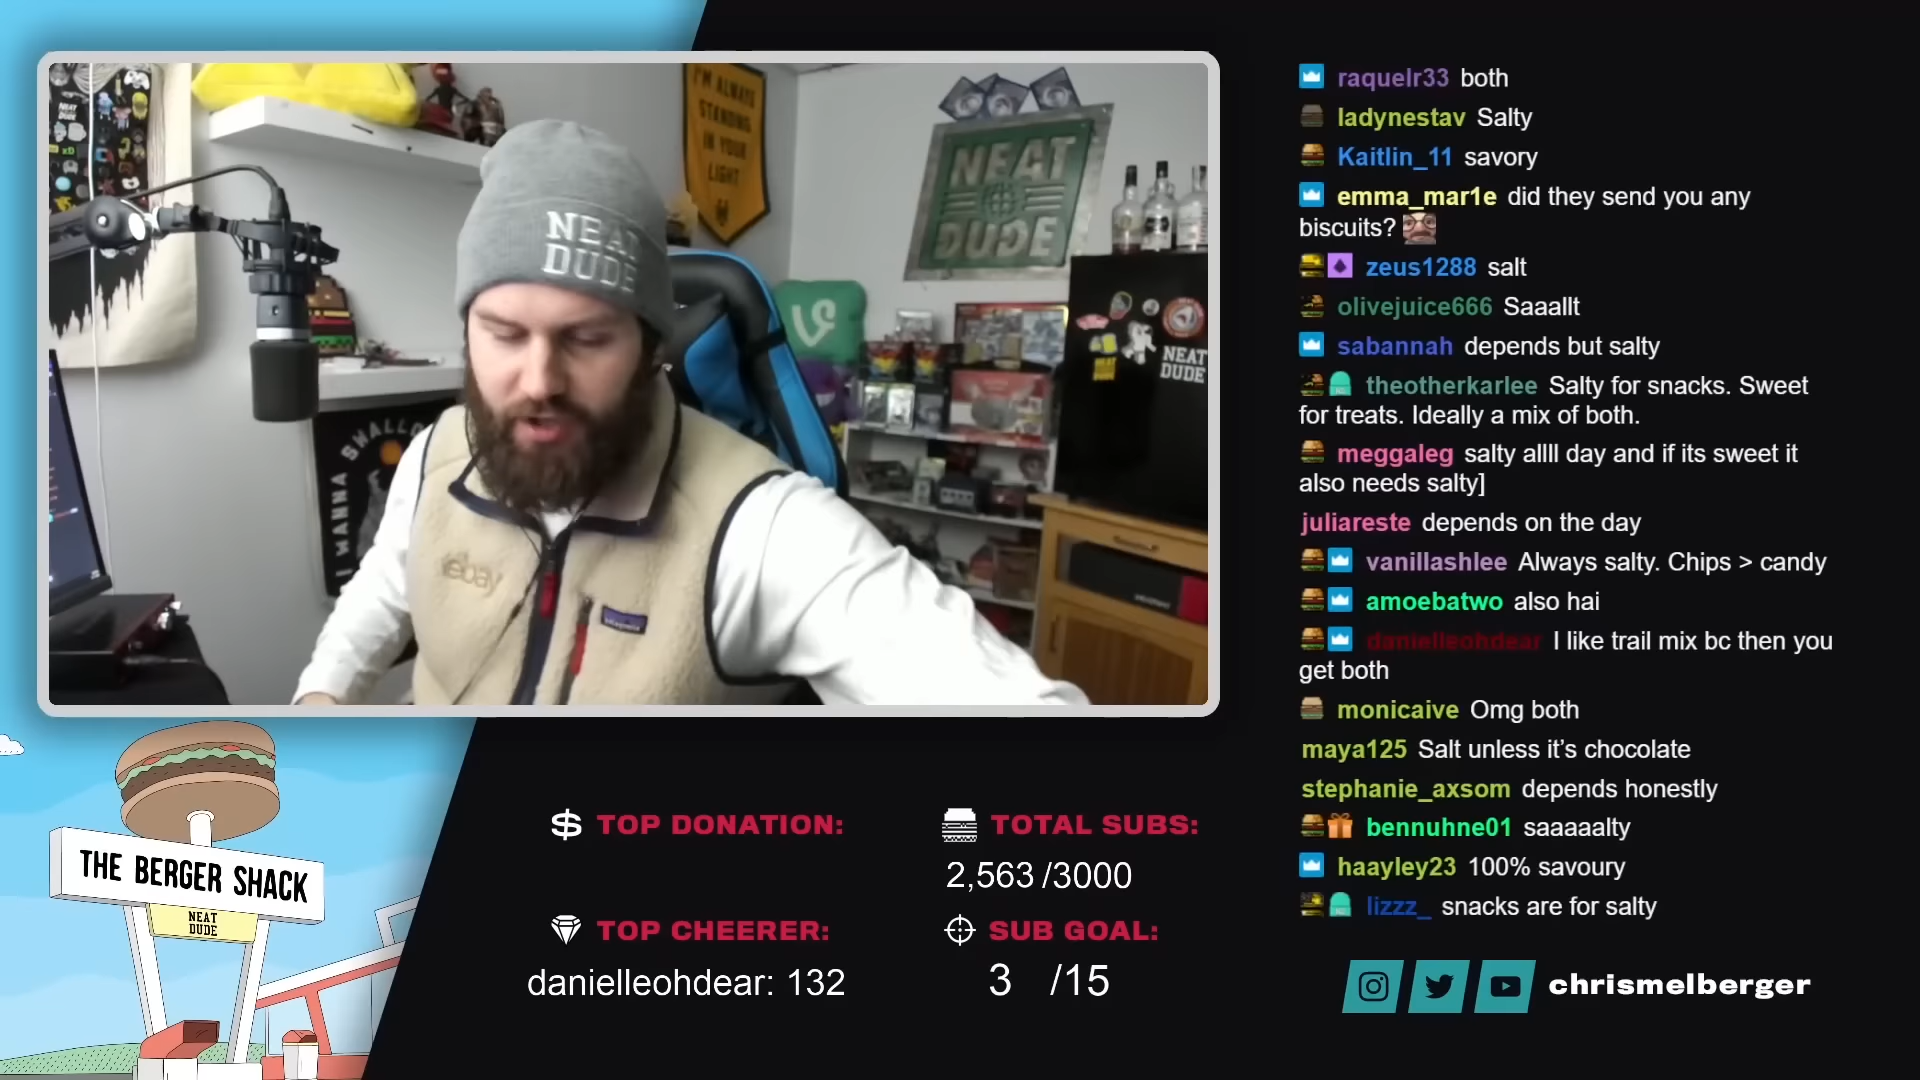 I'M ALWAYS
STANDING
IN YOUR
LIGHT
NEAT
DUDE
NEAT
DUDE
NEAT
DUDE
I WANNA SWALLO
ebay
patagonia
raquelr33 both
ladynestav Salty
Kaitlin_11 savory
emma_mar1e did they send you any
biscuits?
zeus1288 salt
olivejuice666 Saaallt
sabannah depends but salty
theotherkarlee Salty for snacks. Sweet
for treats. Ideally a mix of both.
meggaleg salty allll day and if its sweet it
also needs salty]
juliareste depends on the day
vanillashlee Always salty. Chips > candy
amoebatwo also hai
danielleohdear I like trail mix bc then you
get both
monicaive Omg both
maya125 Salt unless it’s chocolate
stephanie_axsom depends honestly
bennuhne01 saaaaalty
haayley23 100% savoury
lizzz_ snacks are for salty
chrismelberger
THE BERGER SHACK
NEAT
DUDE
TOP DONATION:
TOTAL SUBS:
2,563 /3000
TOP CHEERER:
danielleohdear: 132
SUB GOAL:
3 /15